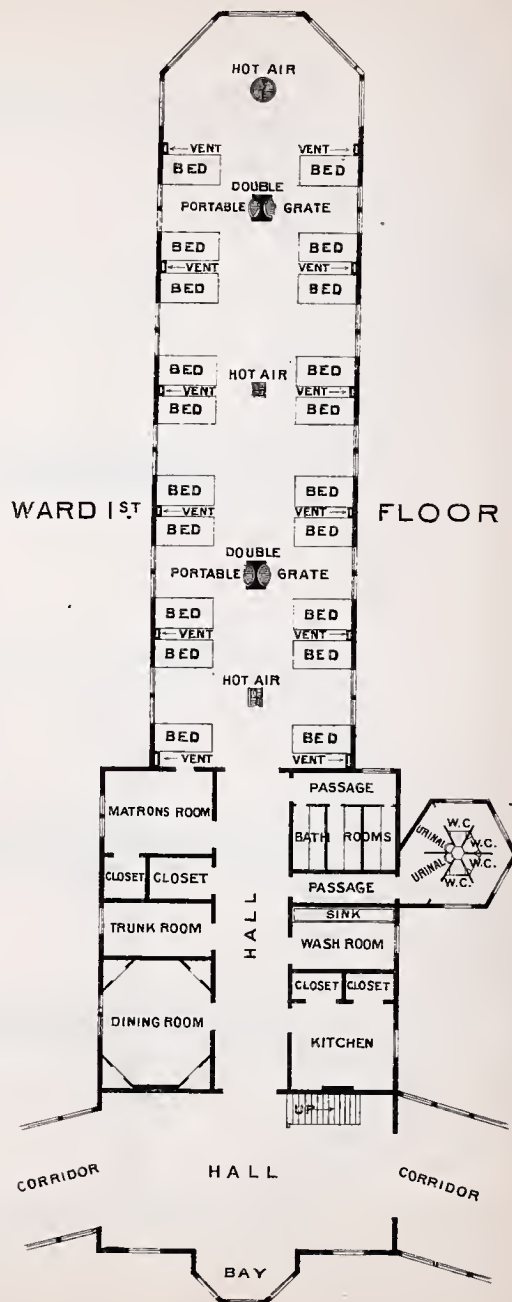 HOT AIR
VENT VENT
BED BED
DOUBLE
PORTABLE GRATE
BED BED
VENT VENT
BED BED
BED HOT AIR BED
VENT VENT
BED BED
BED BED
WARD 1ST. VENT VENT FLOOR
BED BED
DOUBLE
PORTABLE GRATE
BED BED
VENT VENT
BED BED
HOT AIR
BED BED
VENT VENT
PASSAGE
MATRONS ROOM
BATH ROOMS
URINAL W.C.
W.C.
URINAL W.C.
W.C.
CLOSET CLOSET
PASSAGE
SINK
TRUNK ROOM
HALL
WASH ROOM
CLOSET CLOSET
DINING ROOM
KITCHEN
UP
CORRIDOR HALL CORRIDOR
BAY